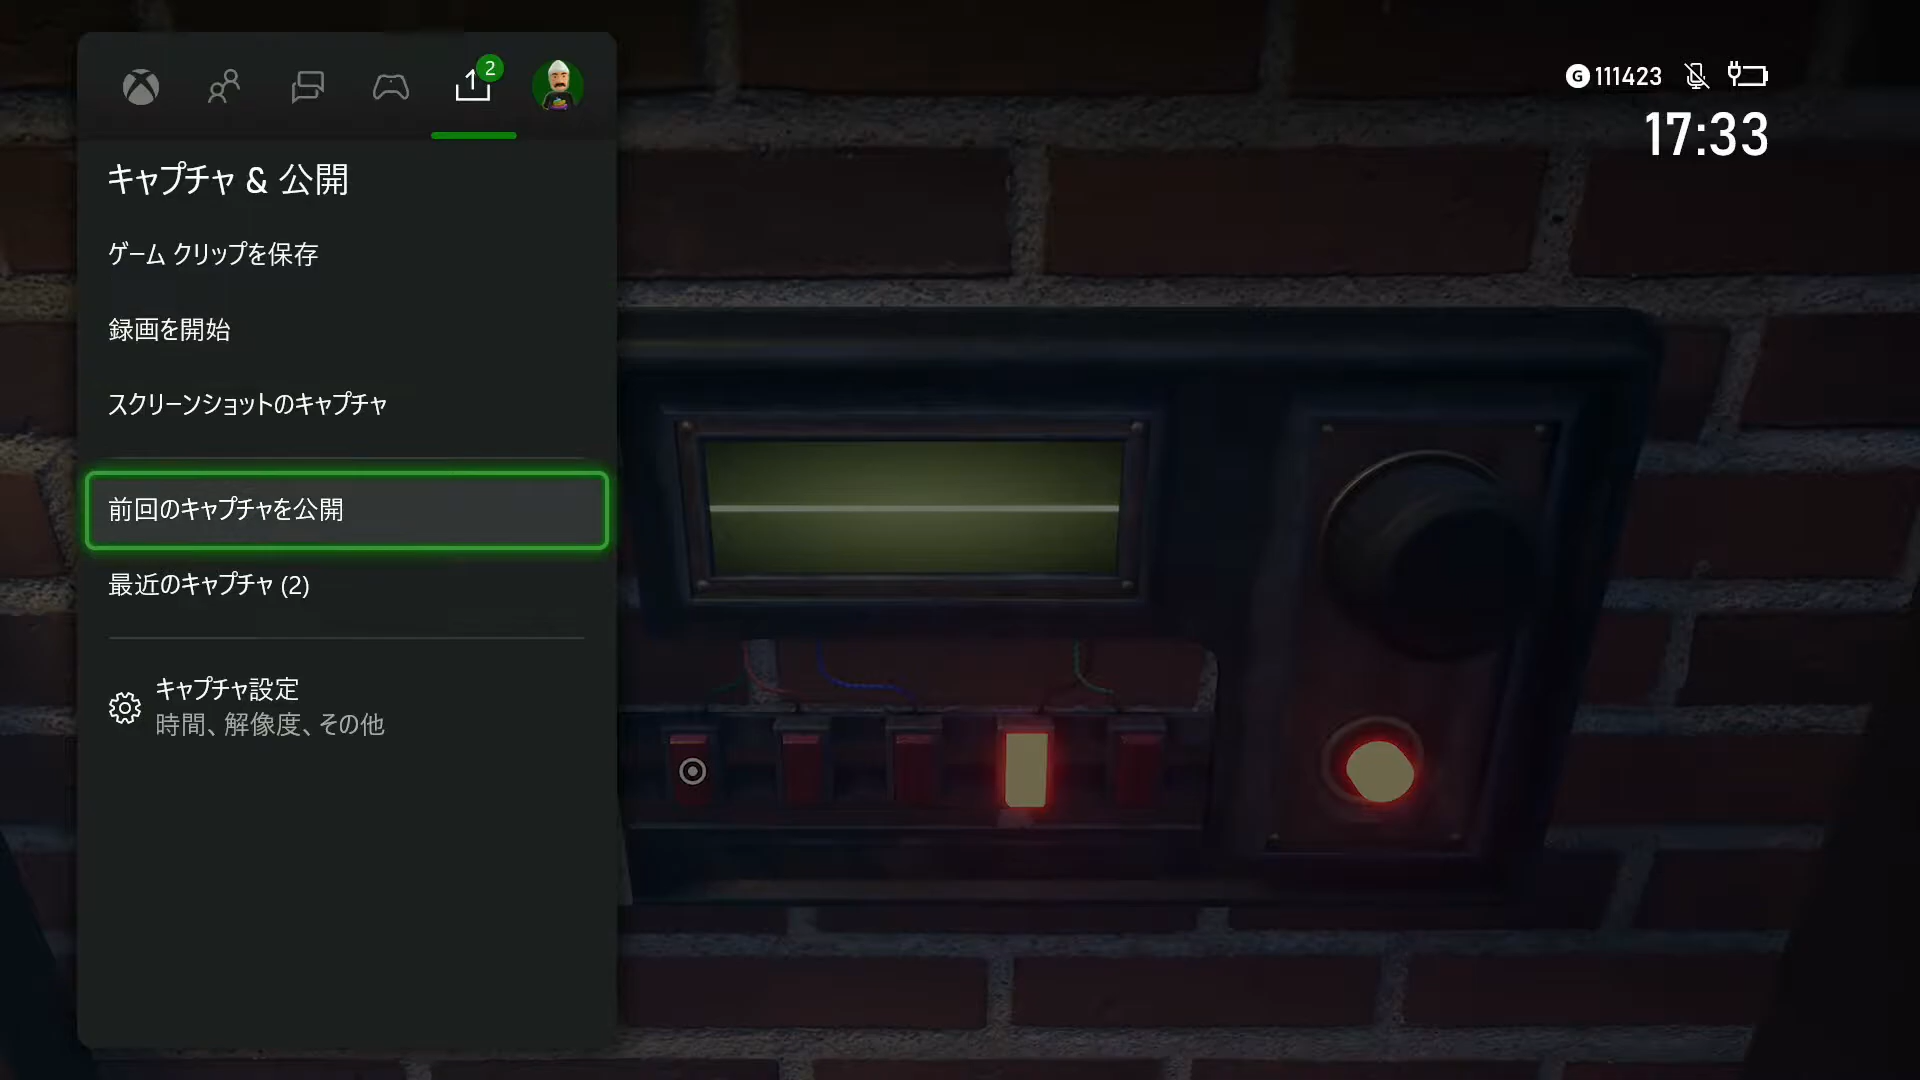 2
G 111423
17:33
キャプチャ & 公開
ゲーム クリップを保存
録画を開始
スクリーンショットのキャプチャ
前回のキャプチャを公開
最近のキャプチャ (2)
キャプチャ設定
時間、解像度、その他